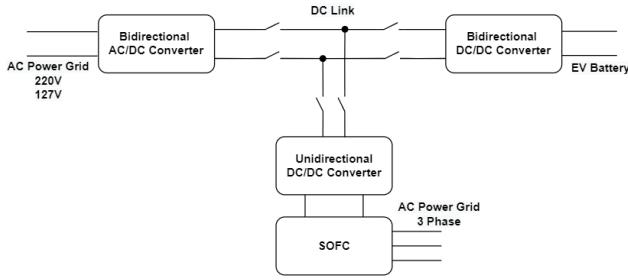 DC Link
Bidirectional
AC/DC Converter
Bidirectional
DC/DC Converter
AC Power Grid
220V
127V
EV Battery
Unidirectional
DC/DC Converter
AC Power Grid
3 Phase
SOFC